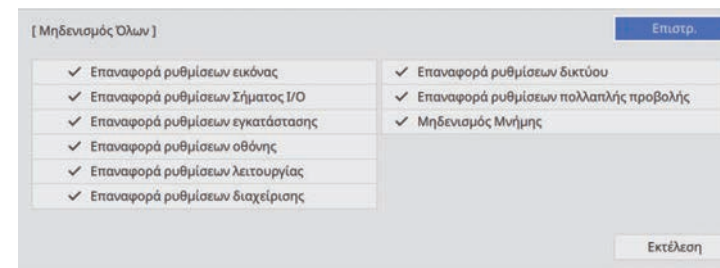 [ Μηδενισμός Όλων ]
Επιστρ.
✓ Επαναφορά ρυθμίσεων εικόνας
✓ Επαναφορά ρυθμίσεων Σήματος I/O
✓ Επαναφορά ρυθμίσεων εγκατάστασης
✓ Επαναφορά ρυθμίσεων οθόνης
✓ Επαναφορά ρυθμίσεων λειτουργίας
✓ Επαναφορά ρυθμίσεων διαχείρισης
✓ Επαναφορά ρυθμίσεων δικτύου
✓ Επαναφορά ρυθμίσεων πολλαπλής προβολής
✓ Μηδενισμός Μνήμης
Εκτέλεση